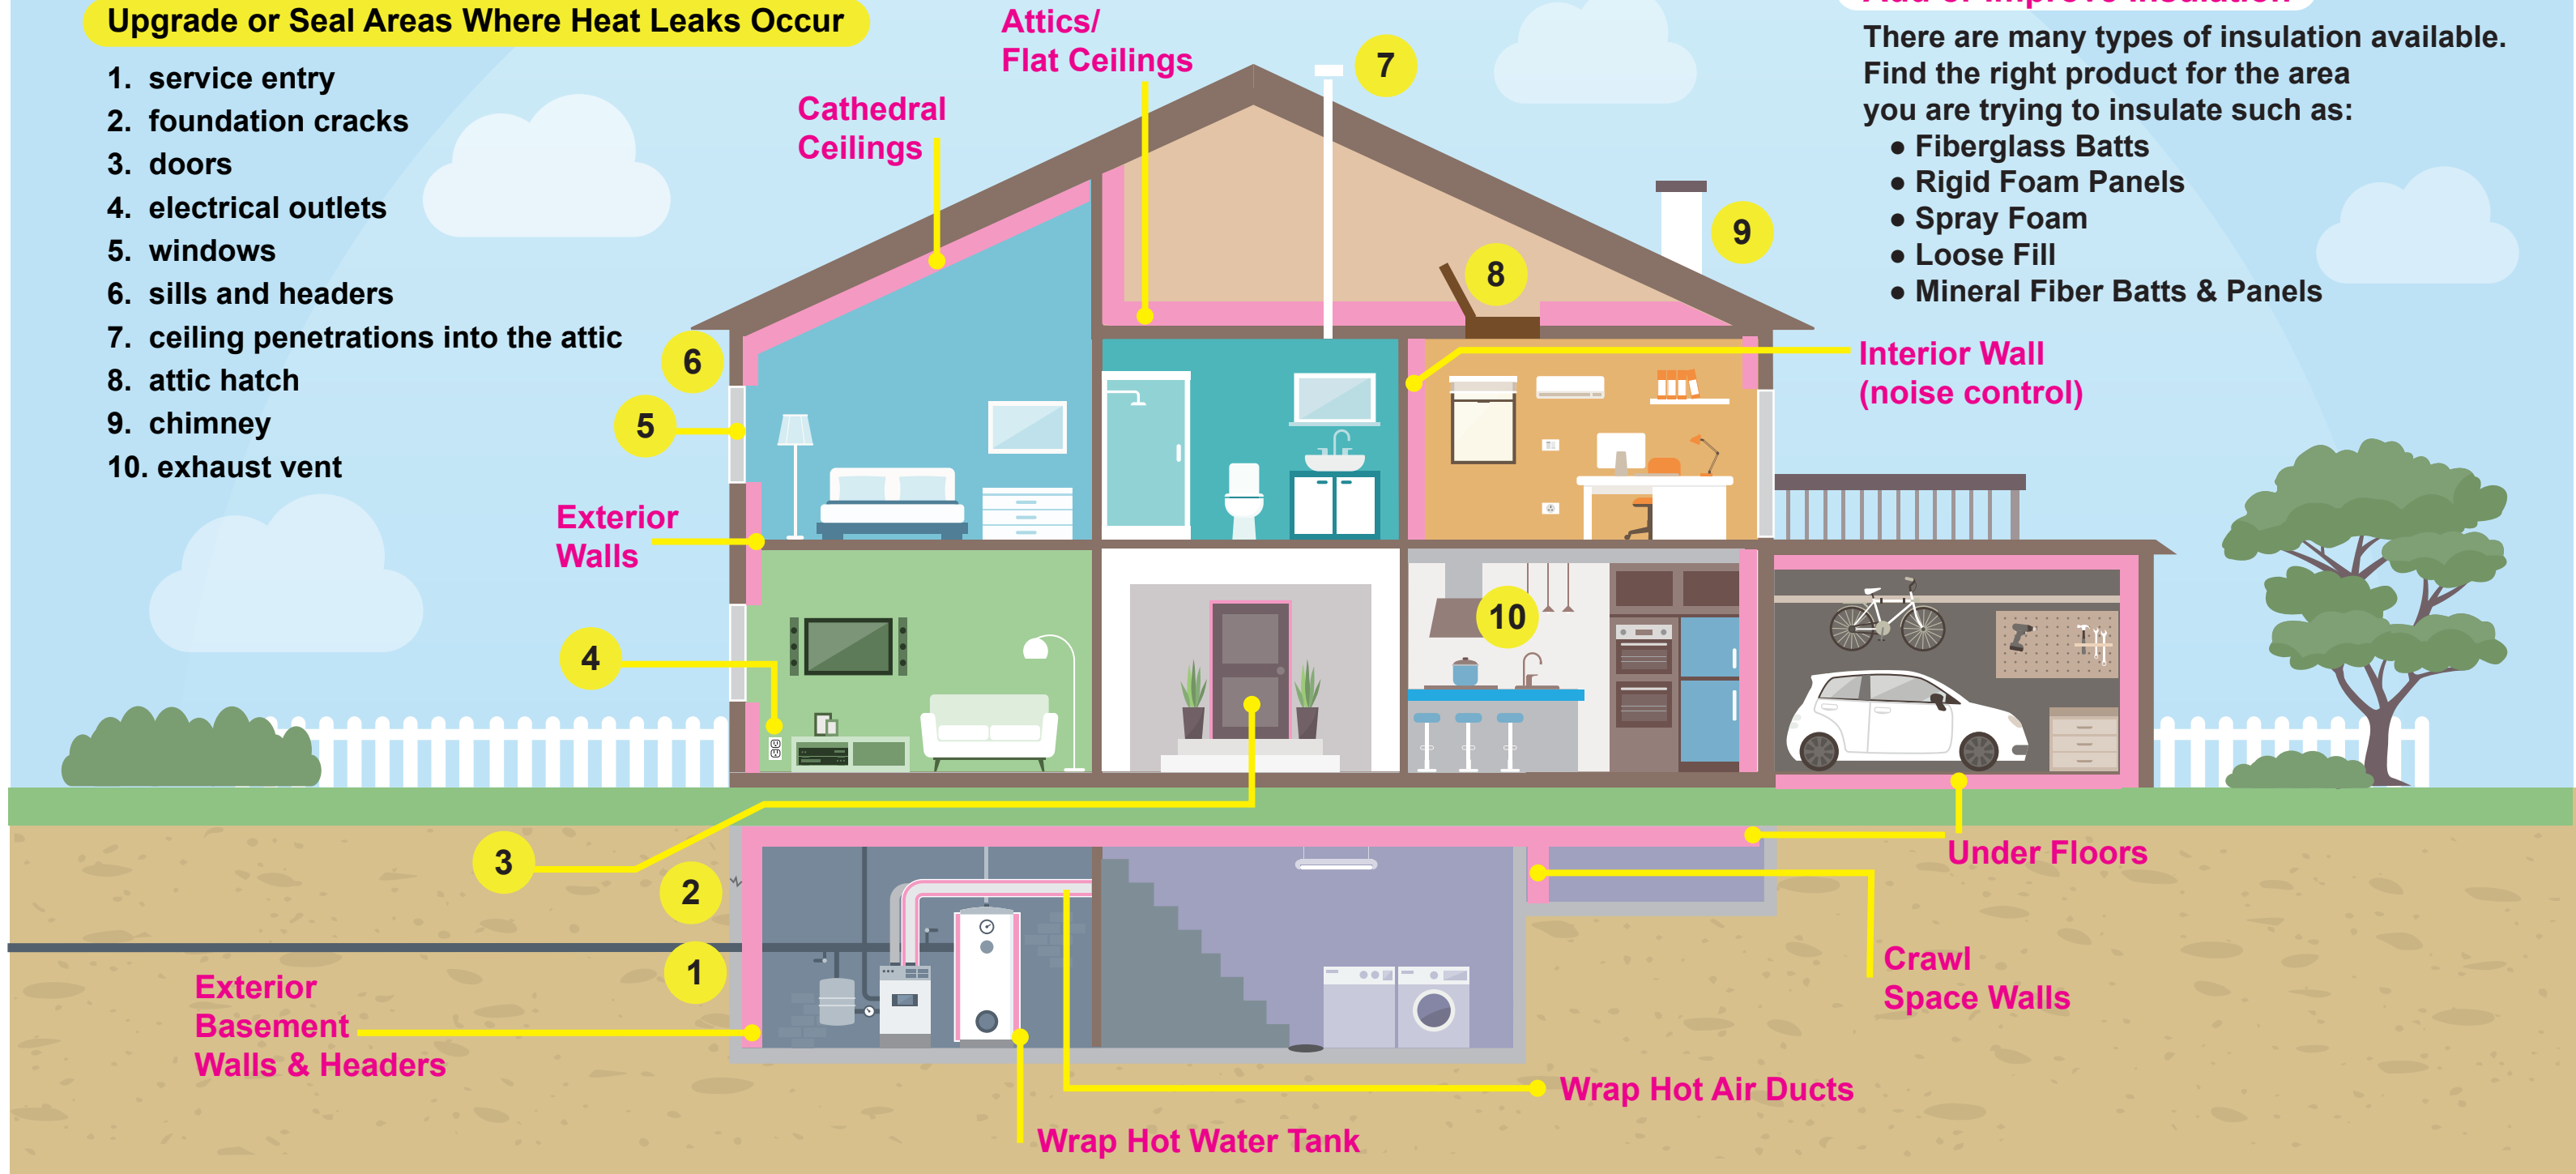 Upgrade or Seal Areas Where Heat Leaks Occur
1. service entry
2. foundation cracks
3. doors
4. electrical outlets
5. windows
6. sills and headers
7. ceiling penetrations into the attic
8. attic hatch
9. chimney
10. exhaust vent
Attics/
Flat Ceilings
Cathedral
Ceilings
Add or Improve Insulation
There are many types of insulation available.
Find the right product for the area
you are trying to insulate such as:
● Fiberglass Batts
● Rigid Foam Panels
● Spray Foam
● Loose Fill
● Mineral Fiber Batts & Panels
7
9
8
6
5
Interior Wall
(noise control)
Exterior
Walls
4
10
3
2
1
Under Floors
Crawl
Space Walls
Exterior
Basement
Walls & Headers
Wrap Hot Air Ducts
Wrap Hot Water Tank